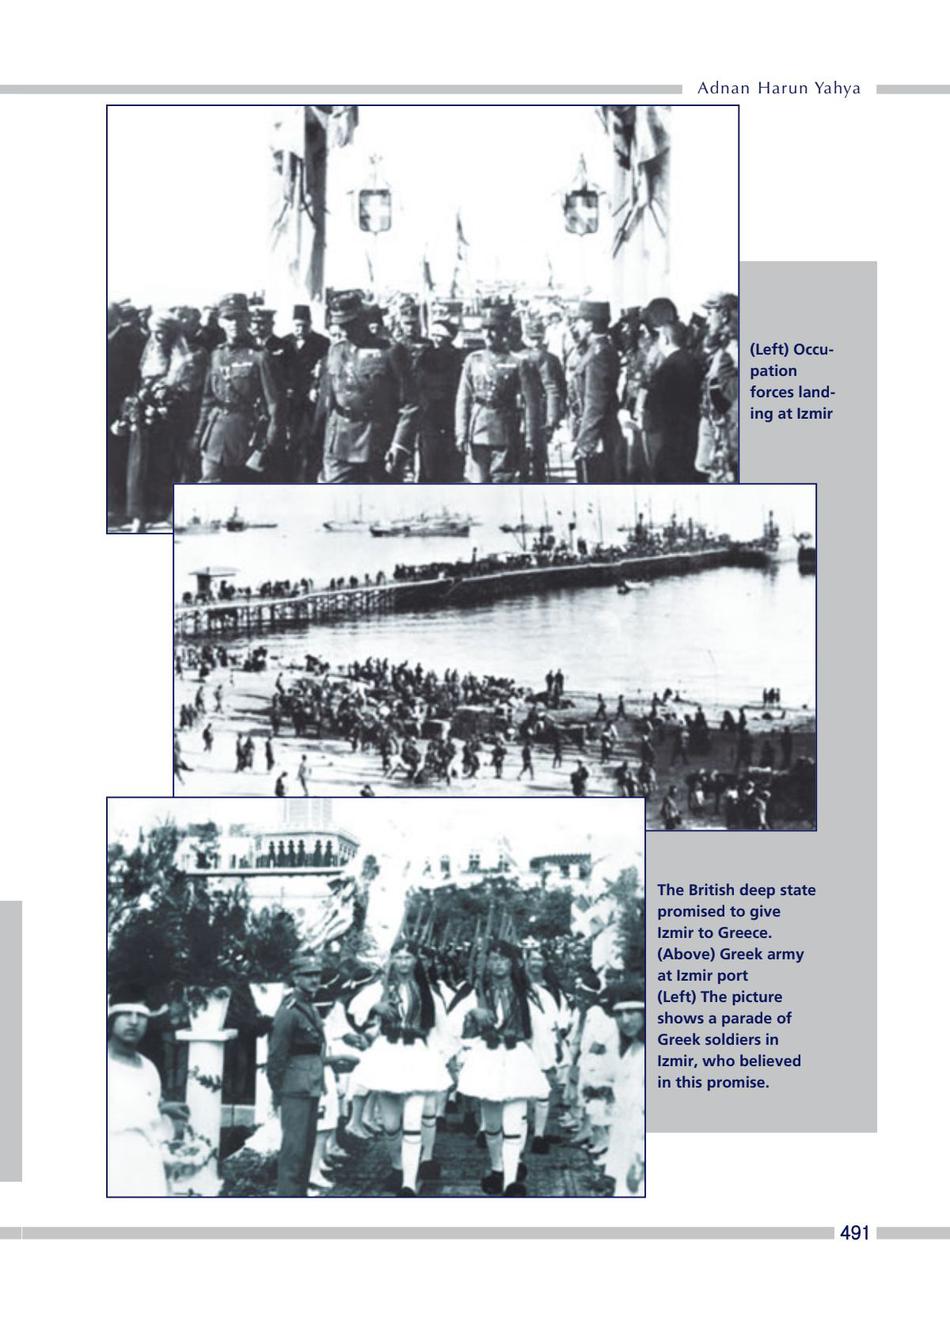 Adnan Harun Yahya
(Left) Occu-
pation
forces land-
ing at Izmir
The British deep state
promised to give
Izmir to Greece.
(Above) Greek army
at Izmir port
(Left) The picture
shows a parade of
Greek soldiers in
Izmir, who believed
in this promise.
491